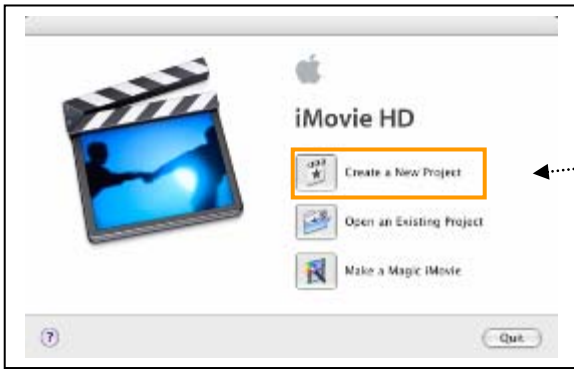 iMovie HD
Create a New Project
Open an Existing Project
Make a Magic iMovie
?
Quit